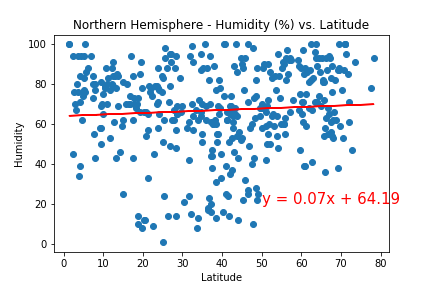 Northern Hemisphere - Humidity (%) vs. Latitude
100
80
60
40
20
0
Humidity
y = 0.07x + 64.19
0 10 20 30 40 50 60 70 80
Latitude